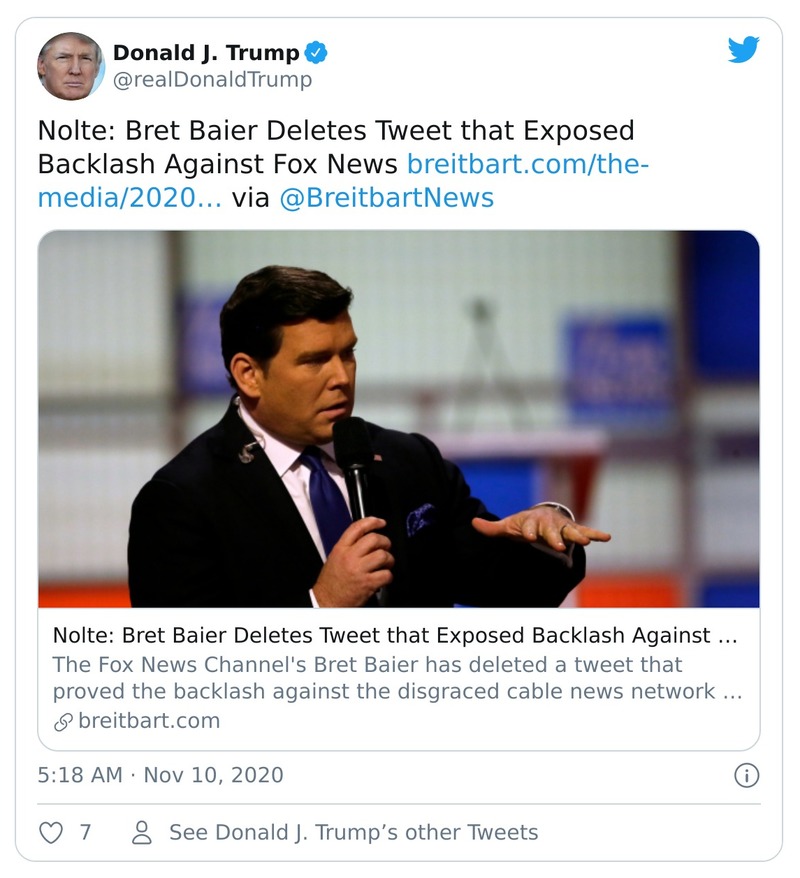 Donald J. Trump
@realDonaldTrump
Nolte: Bret Baier Deletes Tweet that Exposed
Backlash Against Fox News breitbart.com/the-
media/2020… via @BreitbartNews
Nolte: Bret Baier Deletes Tweet that Exposed Backlash Against …
The Fox News Channel's Bret Baier has deleted a tweet that
proved the backlash against the disgraced cable news network …
breitbart.com
5:18 AM · Nov 10, 2020
7
See Donald J. Trump’s other Tweets